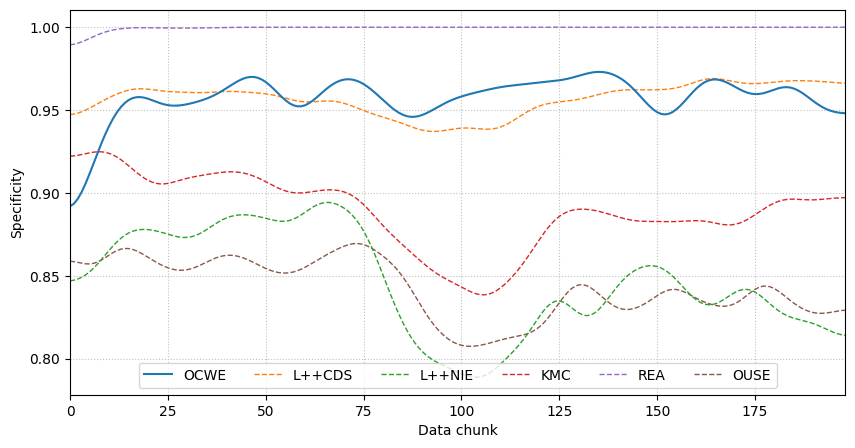 1.00
0.95
0.90
0.85
0.80
Specificity
OCWE L++CDS L++NIE KMC REA OUSE
0 25 50 75 100 125 150 175
Data chunk